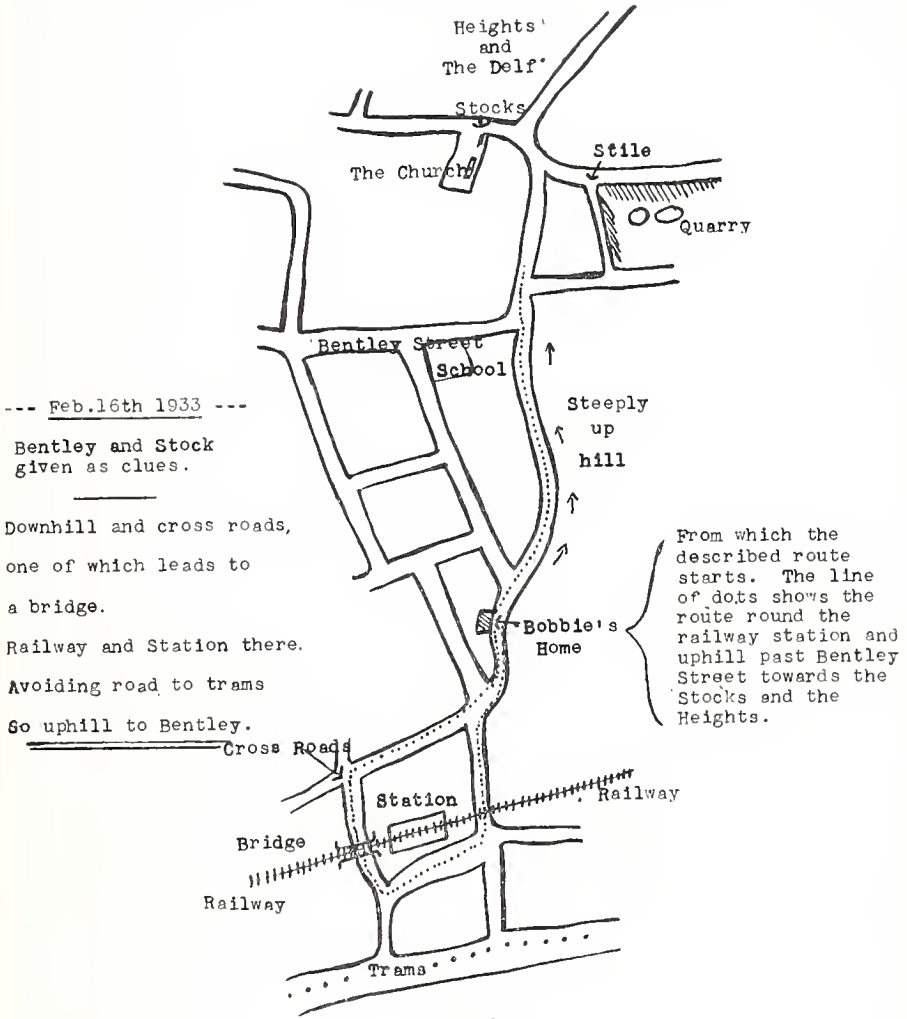 Heights
and
The Delf
Stocks
The Church
Stile
Quarry
Bentley Street
School
Steeply
up
hill
--- Feb.16th 1933 ---
Bentley and Stock
given as clues.
Downhill and cross roads,
one of which leads to
a bridge.
Railway and Station there.
Avoiding road to trams
So uphill to Bentley.
From which the
described route
starts. The line
of dots shows the
route round the
railway station and
uphill past Bentley
Street towards the
Stocks and the
Heights.
Bobbie's
Home
Cross Roads
Station
Railway
Bridge
Railway
Trams